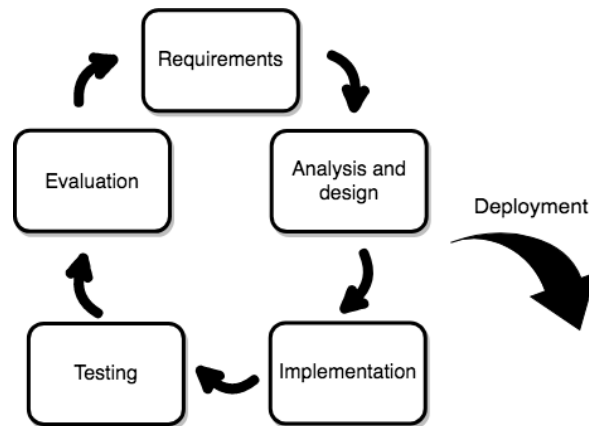 Requirements
Evaluation
Analysis and
design
Deployment
Testing
Implementation